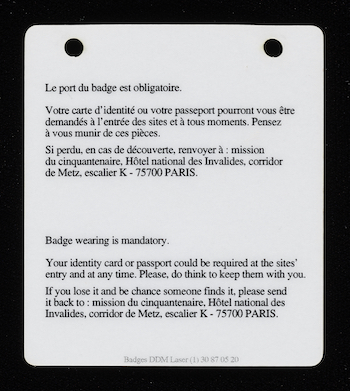 Le port du badge est obligatoire.
Votre carte d'identité ou votre passeport pourront vous être
demandés à l'entrée des sites et à tous moments. Pensez
à vous munir de ces pièces.
Si perdu, en cas de découverte, renvoyer à : mission
du cinquantenaire, Hôtel national des Invalides, corridor
de Metz, escalier K - 75700 PARIS.
Badge wearing is mandatory.
Your identity card or passport could be required at the sites'
entry and at any time. Please, do think to keep them with you.
If you lose it and be chance someone finds it, please send
it back to : mission du cinquantenaire, Hôtel national des
Invalides, corridor de Metz, escalier K - 75700 PARIS.
Badges DDM Laser (1) 30 87 05 20